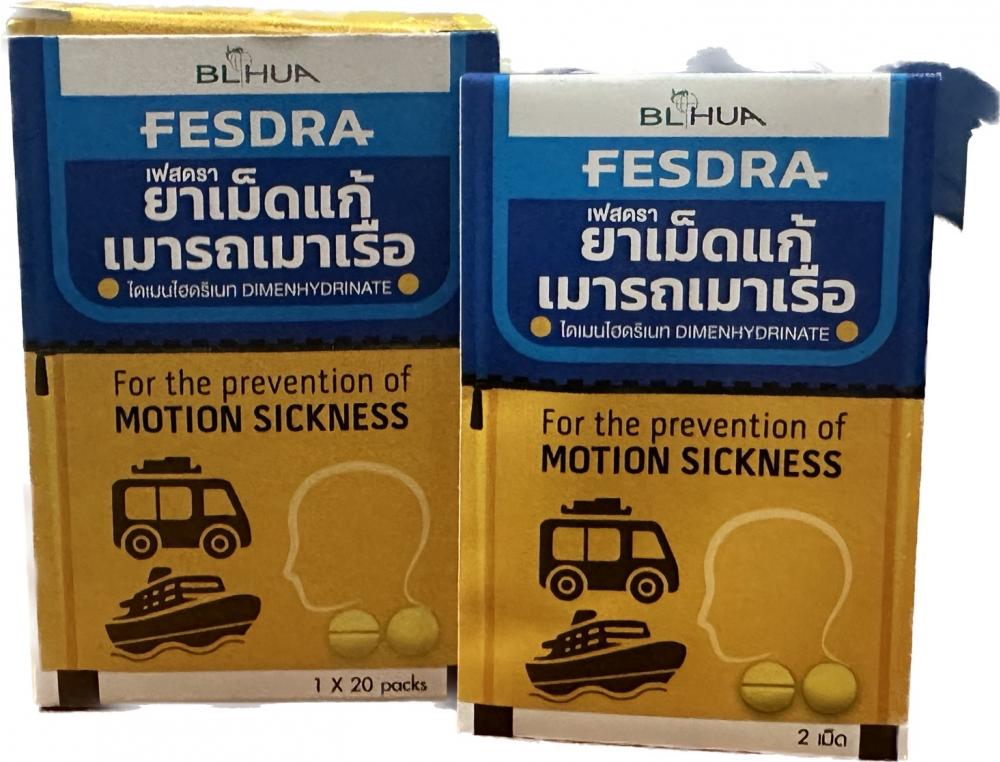 BL HUA
FESDRA
เฟสดรา
ยาเม็ดแก้
เมารถเมาเรือ
ไดเมนไฮดริเนท DIMENHYDRINATE
For the prevention of
MOTION SICKNESS
1 X 20 packs
BL HUA
FESDRA
เฟสดรา
ยาเม็ดแก้
เมารถเมาเรือ
ไดเมนไฮดริเนท DIMENHYDRINATE
For the prevention of
MOTION SICKNESS
2 เม็ด